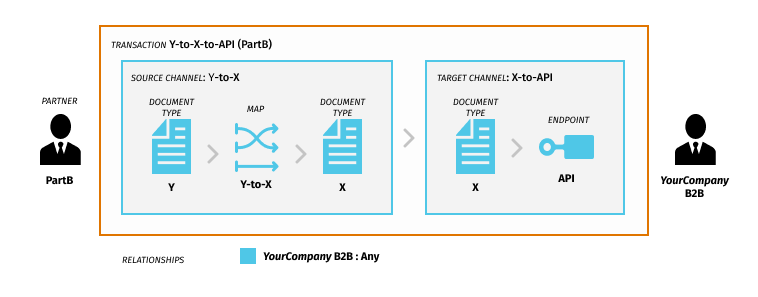 TRANSACTION Y-to-X-to-API (PartB)
SOURCE CHANNEL: Y-to-X
TARGET CHANNEL: X-to-API
PARTNER
DOCUMENT
TYPE
MAP
DOCUMENT
TYPE
DOCUMENT
TYPE
ENDPOINT
PartB
Y
Y-to-X
X
X
API
YourCompany
B2B
RELATIONSHIPS
YourCompany B2B : Any